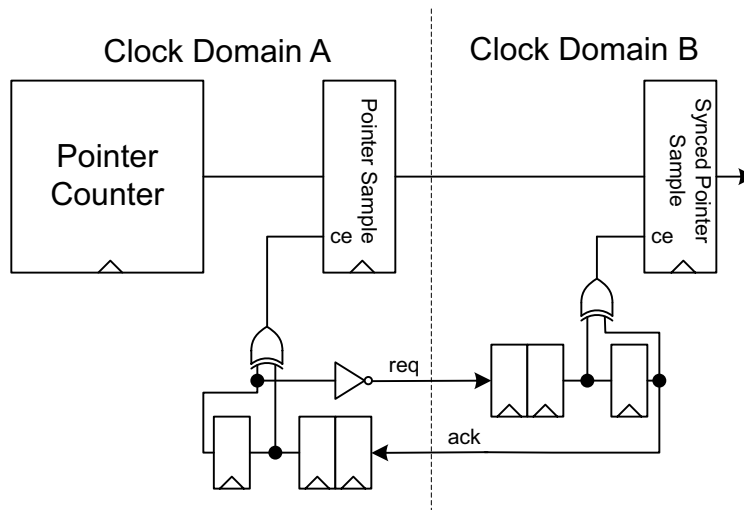 Clock Domain A
Clock Domain B
Pointer
Counter
Pointer Sample
ce
Synced Pointer
Sample
ce
req
ack